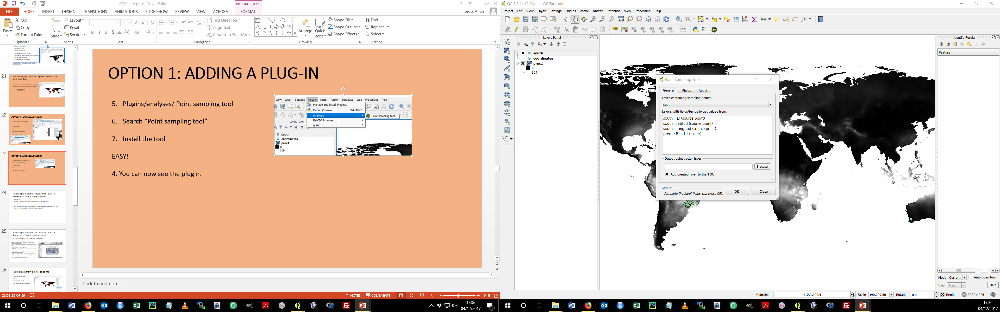 QGIS into.pptx - PowerPoint
PICTURE TOOLS
FILE HOME INSERT DESIGN TRANSITIONS ANIMATIONS SLIDE SHOW REVIEW VIEW ACROBAT FORMAT
Ledo, Alicia
Paste
Cut
Copy
Format Painter
Clipboard
New
Slide
Layout
Reset
Section
Slides
44
Font
Paragraph
Text Direction
Align Text
Convert to SmartArt
Arrange
Quick
Styles
Shape Fill
Shape Outline
Shape Effects
Drawing
Find
Replace
Select
Editing
21
Practise: Adding the value of precipitation to the
south plot data
22
OPTION 1: ADDING A PLUG-IN
23
OPTION 1: ADDING A PLUG-IN
24
An example of spatial function that I use a lot:
Extract data from a raster to points
25
An example of spatial function that I use a lot:
Extract data from a raster to points
26
Extract data from a raster to points
OPTION 1: ADDING A PLUG-IN
5. Plugins/analyses/ Point sampling tool
6. Search “Point sampling tool”
7. Install the tool
EASY!
4. You can now see the plugin:
View Layer Settings Plugins Vector Raster Database Web Processing Help
Manage and Install Plugins...
Python Console Ctrl+Alt+P
Analyses
Point sampling tool
NetCDF Browser
qProf
Layers Panel
CSW
south
coordinates
prec1
0
309
Click to add notes
SLIDE 23 OF 39
NOTES
COMMENTS
94%
17:36
04/12/2017
QGIS 2.14.12-Essen - QGIStutorial
Project Edit View Layer Settings Plugins Vector Raster Database Web Processing Help
Layers Panel
south
coordinates
prec1
0
309
Point Sampling Tool
General Fields About
Layer containing sampling points:
south
Layers with fields/bands to get values from:
south : ID (source point)
south : Latitud (source point)
south : Longitud (source point)
prec1 : Band 1 (raster)
Output point vector layer:
Browse
Add created layer to the TOC
Status:
Complete the input fields and press OK..
OK
Close
Identify Results
Feature
Mode Current Auto open form
View Tree Help
Coordinate -112.3,100.4 Scale 1:90,229,561 Rotation 0.0 Render EPSG:4326
17:36
04/12/2017